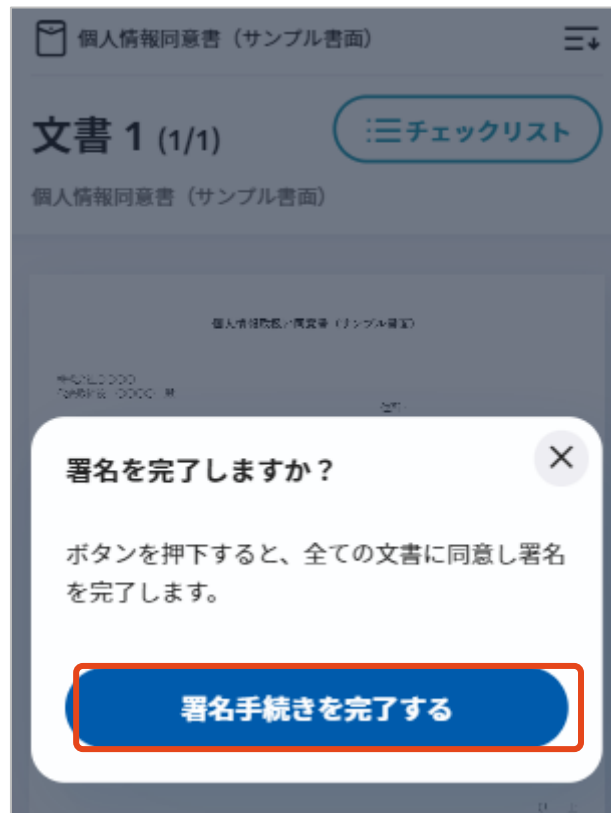 個人情報同意書（サンプル書面）
文書 1 (1/1)
チェックリスト
個人情報同意書（サンプル書面）
署名を完了しますか？
ボタンを押下すると、全ての文書に同意し署名
を完了します。
署名手続きを完了する